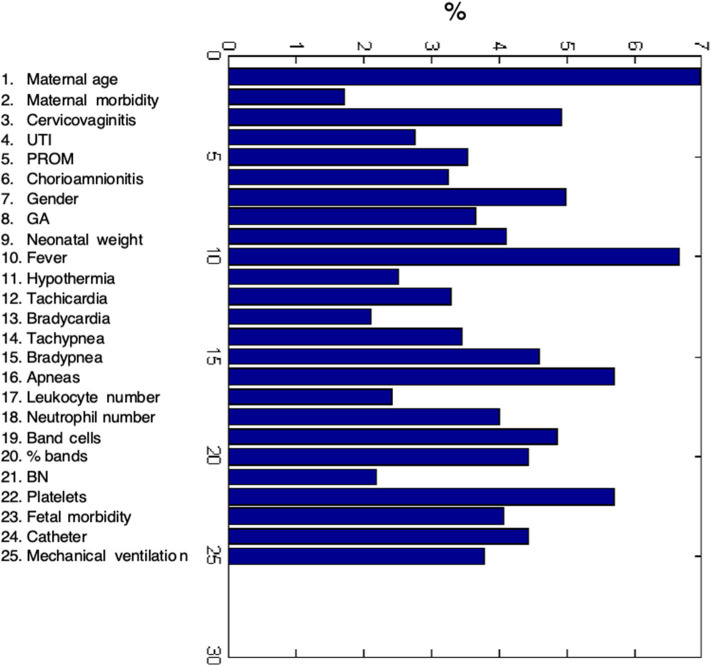 %
0 1 2 3 4 5 6 7
0
1. Maternal age
2. Maternal morbidity
3. Cervicovaginitis
4. UTI
5. PROM
5
6. Chorioamnionitis
7. Gender
8. GA
9. Neonatal weight
10. Fever
10
11. Hypothermia
12. Tachicardia
13. Bradycardia
14. Tachypnea
15. Bradypnea
15
16. Apneas
17. Leukocyte number
18. Neutrophil number
19. Band cells
20. % bands
20
21. BN
22. Platelets
23. Fetal morbidity
24. Catheter
25. Mechanical ventilation
25
30